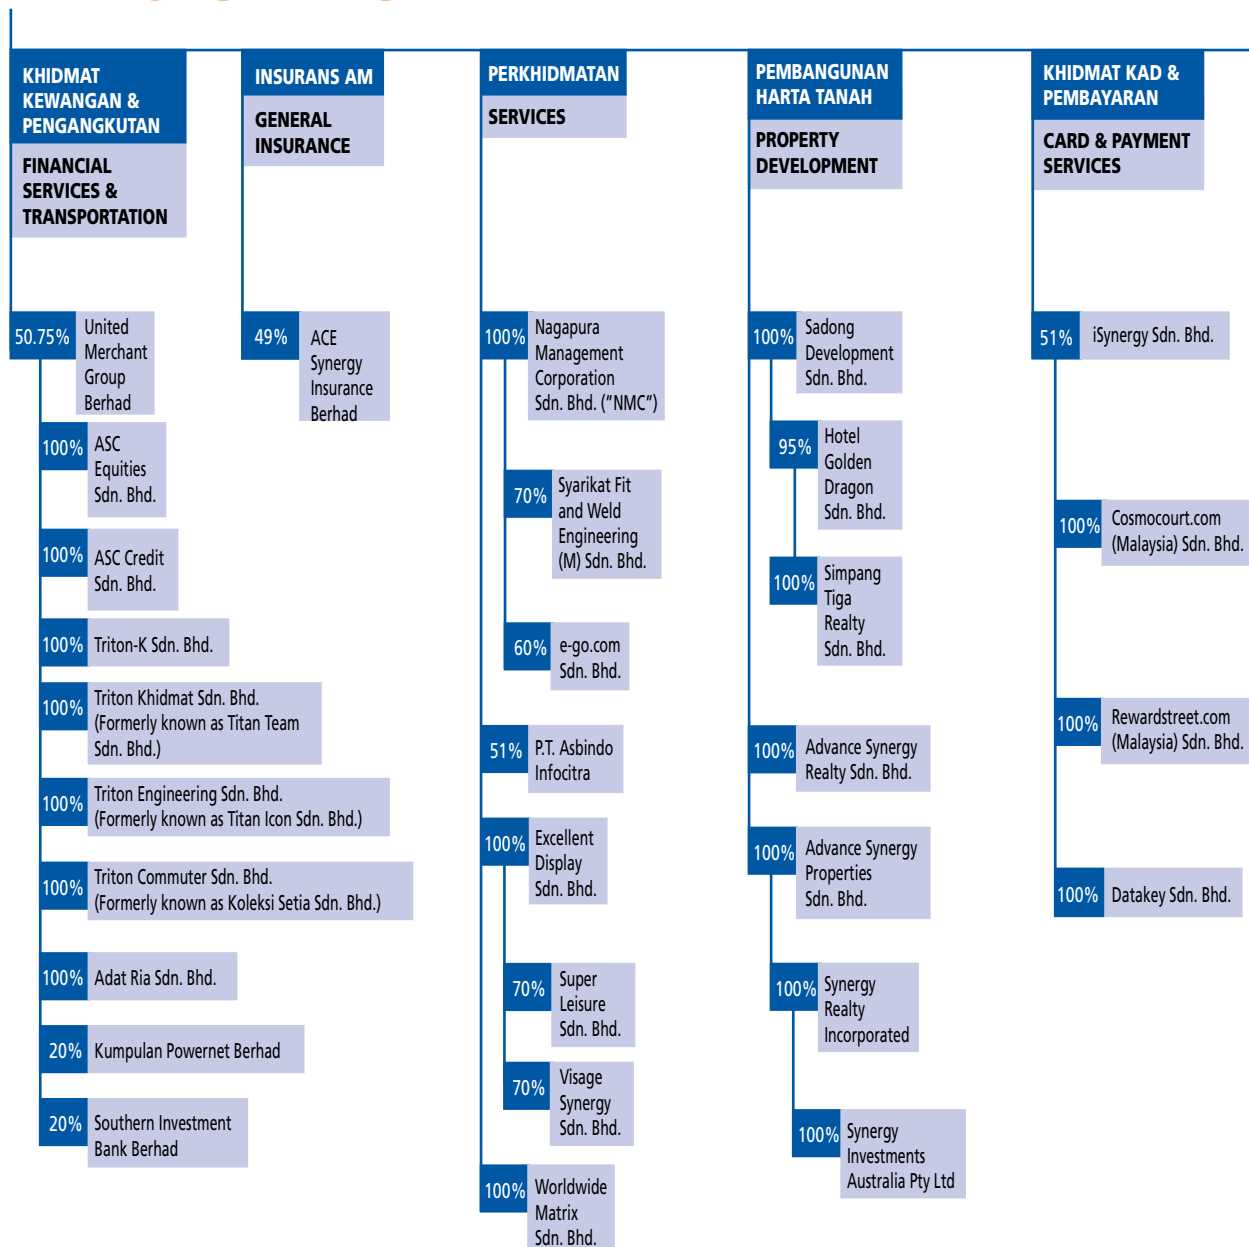 KHIDMAT
KEWANGAN &
PENGANGKUTAN
FINANCIAL
SERVICES &
TRANSPORTATION
50.75%
United
Merchant
Group
Berhad
100%
ASC
Equities
Sdn. Bhd.
100%
ASC Credit
Sdn. Bhd.
100%
Triton-K Sdn. Bhd.
100%
Triton Khidmat Sdn. Bhd.
(Formerly known as Titan Team
Sdn. Bhd.)
100%
Triton Engineering Sdn. Bhd.
(Formerly known as Titan Icon Sdn. Bhd.)
100%
Triton Commuter Sdn. Bhd.
(Formerly known as Koleksi Setia Sdn. Bhd.)
100%
Adat Ria Sdn. Bhd.
20%
Kumpulan Powernet Berhad
20%
Southern Investment
Bank Berhad
INSURANS AM
GENERAL
INSURANCE
49%
ACE
Synergy
Insurance
Berhad
PERKHIDMATAN
SERVICES
100%
Nagapura
Management
Corporation
Sdn. Bhd. ("NMC")
70%
Syarikat Fit
and Weld
Engineering
(M) Sdn. Bhd.
60%
e-go.com
Sdn. Bhd.
51%
P.T. Asbindo
Infocitra
100%
Excellent
Display
Sdn. Bhd.
70%
Super
Leisure
Sdn. Bhd.
70%
Visage
Synergy
Sdn. Bhd.
100%
Worldwide
Matrix
Sdn. Bhd.
PEMBANGUNAN
HARTA TANAH
PROPERTY
DEVELOPMENT
100%
Sadong
Development
Sdn. Bhd.
95%
Hotel
Golden
Dragon
Sdn. Bhd.
100%
Simpang
Tiga
Realty
Sdn. Bhd.
100%
Advance Synergy
Realty Sdn. Bhd.
100%
Advance Synergy
Properties
Sdn. Bhd.
100%
Synergy
Realty
Incorporated
100%
Synergy
Investments
Australia Pty Ltd
KHIDMAT KAD &
PEMBAYARAN
CARD & PAYMENT
SERVICES
51%
iSynergy Sdn. Bhd.
100%
Cosmocourt.com
(Malaysia) Sdn. Bhd.
100%
Rewardstreet.com
(Malaysia) Sdn. Bhd.
100%
Datakey Sdn. Bhd.